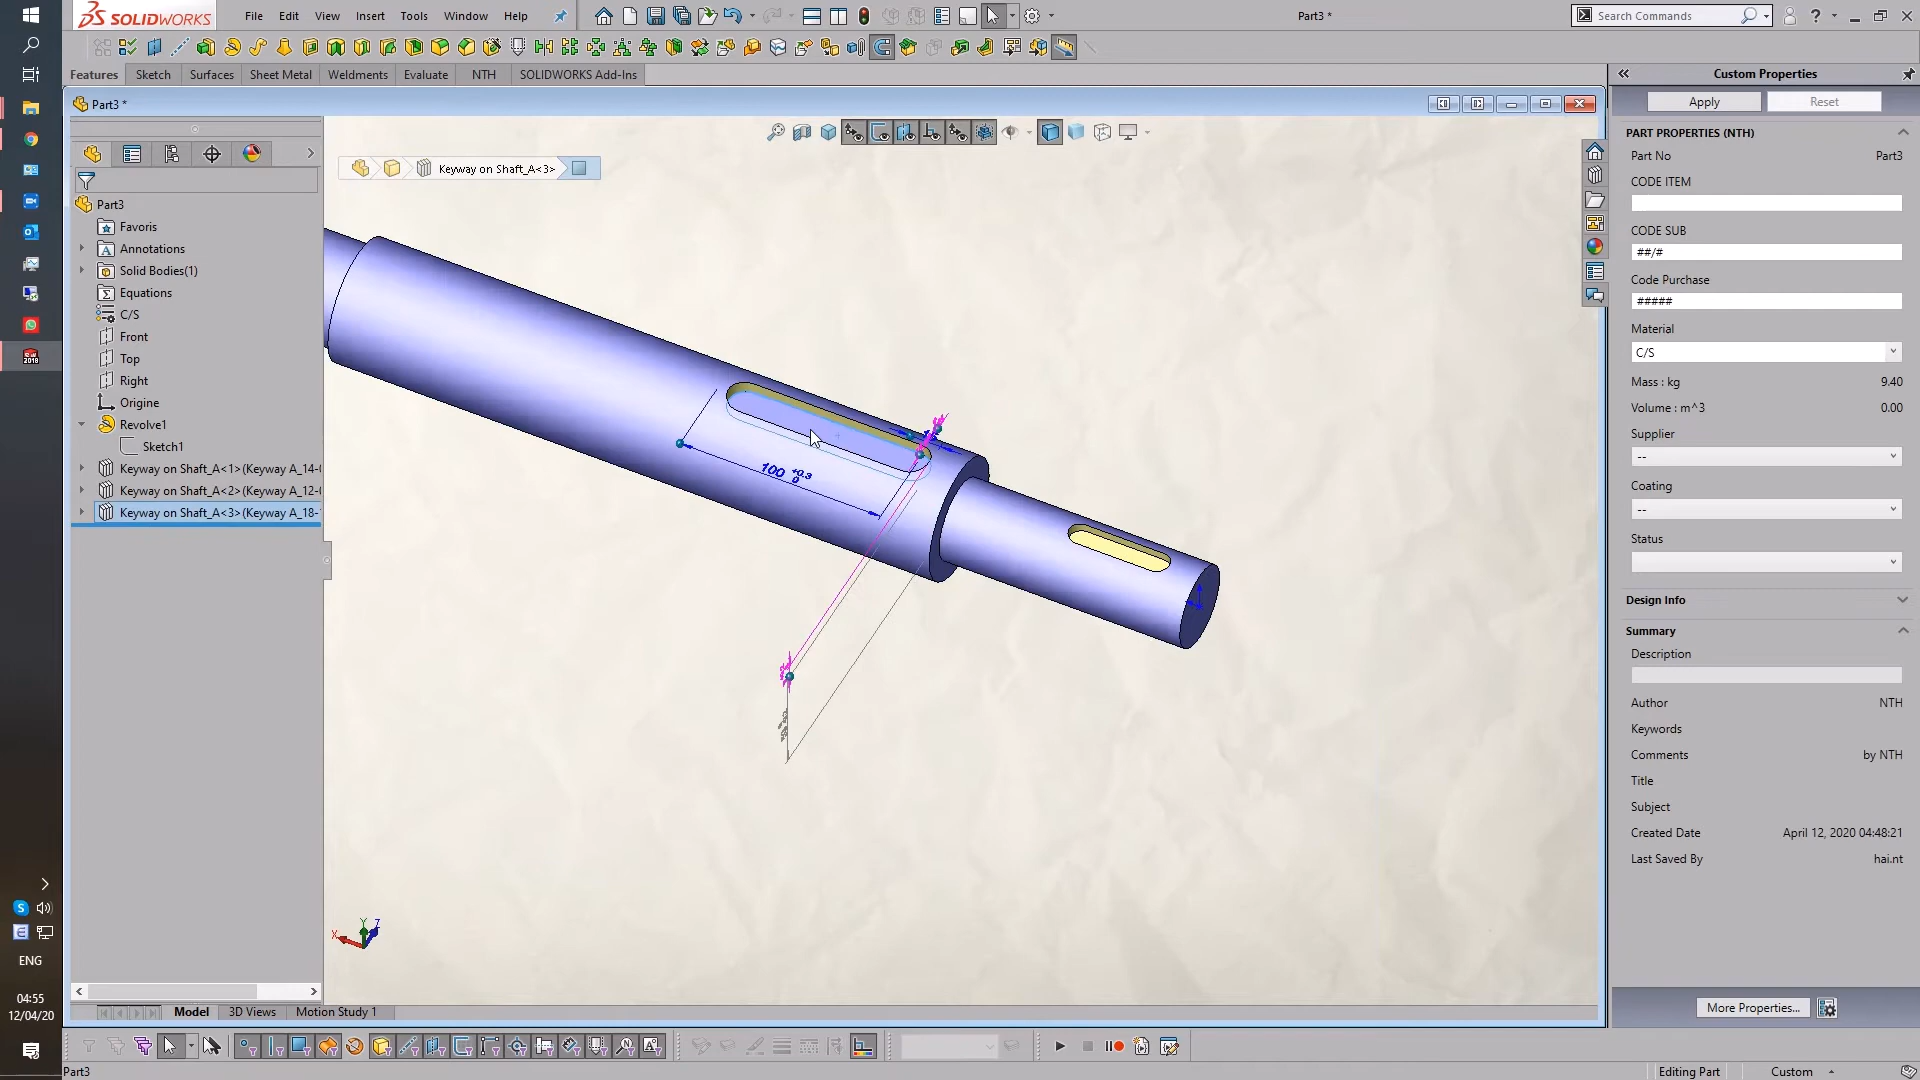 SOLIDWORKS
File Edit View Insert Tools Window Help
Part3 *
Search Commands
Features Sketch Surfaces Sheet Metal Weldments Evaluate NTH SOLIDWORKS Add-Ins
Part3 *
Keyway on Shaft_A<3>
Part3
Favoris
Annotations
Solid Bodies(1)
Equations
C/S
Front
Top
Right
Origine
Revolve1
Sketch1
Keyway on Shaft_A<1>(Keyway A_14-
Keyway on Shaft_A<2>(Keyway A_12-
Keyway on Shaft_A<3>(Keyway A_18-
100 +0.3
0
X Y Z
Model 3D Views Motion Study 1
Part3
Editing Part
Custom
Custom Properties
Apply Reset
PART PROPERTIES (NTH)
Part No Part3
CODE ITEM
CODE SUB
##/#
Code Purchase
#####
Material
C/S
Mass : kg 9.40
Volume : m^3 0.00
Supplier
--
Coating
--
Status
Design Info
Summary
Description
Author NTH
Keywords
Comments by NTH
Title
Subject
Created Date April 12, 2020 04:48:21
Last Saved By hai.nt
More Properties...
ENG
04:55
12/04/20